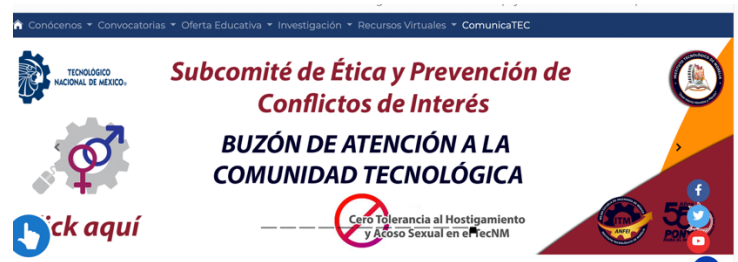 Conócenos Convocatorias Oferta Educativa Investigación Recursos Virtuales ComunicaTEC
TECNOLÓGICO
NACIONAL DE MÉXICO®
Subcomité de Ética y Prevención de
Conflictos de Interés
BUZÓN DE ATENCIÓN A LA
COMUNIDAD TECNOLÓGICA
ick aquí
Cero Tolerancia al Hostigamiento
y Acoso Sexual en el TecNM
ITM
ANFEI